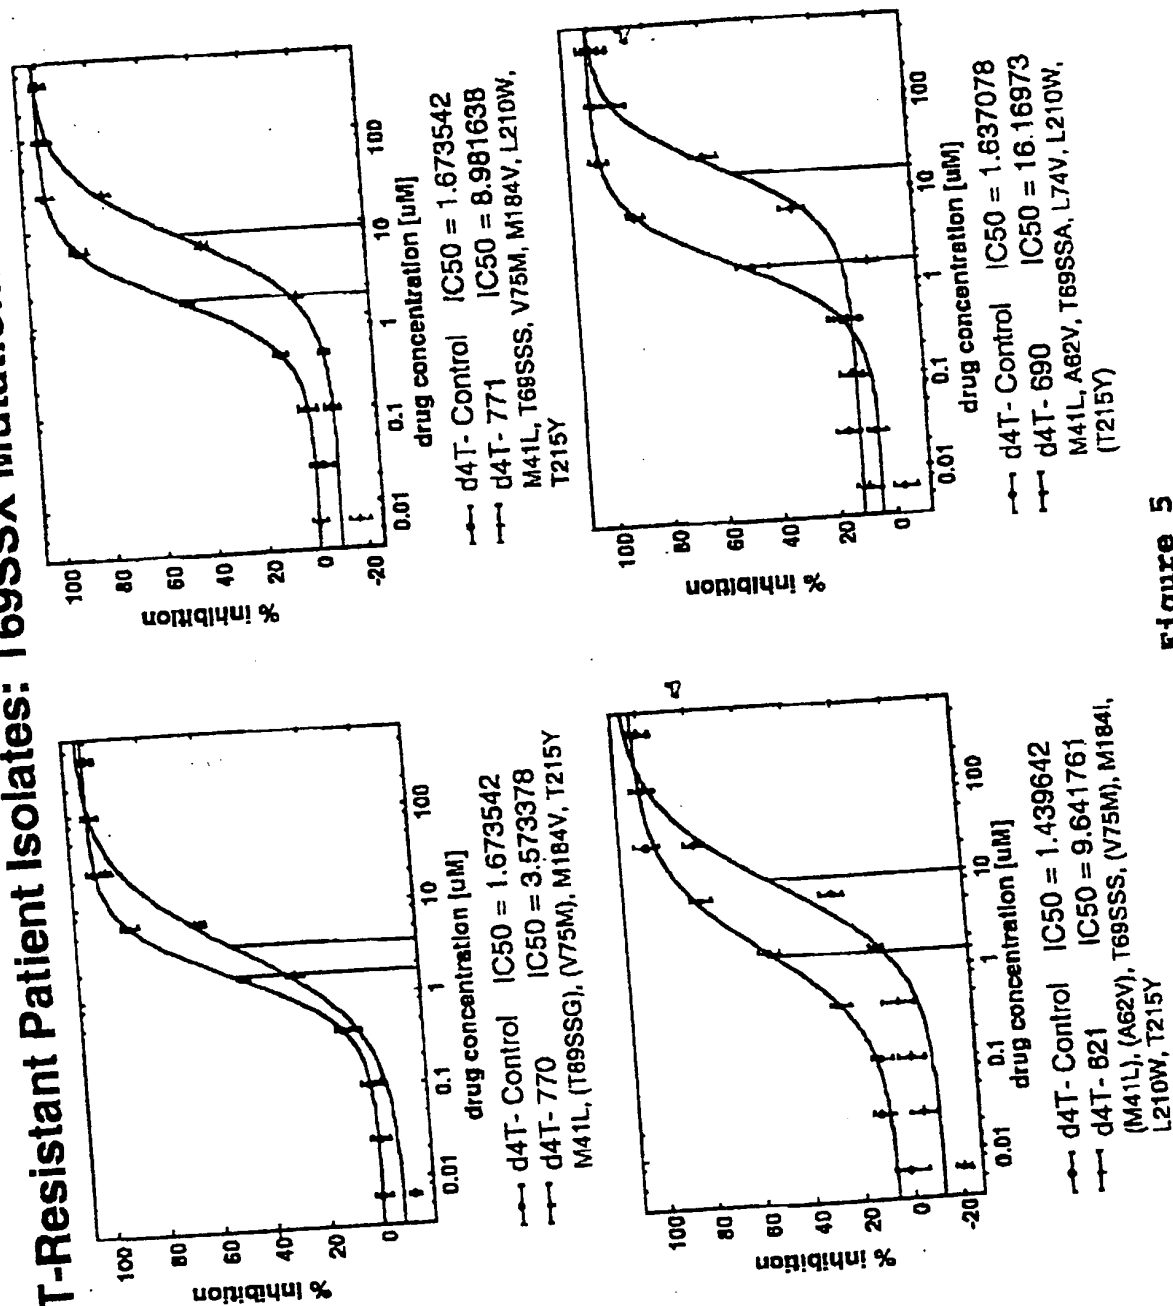 T-Resistant Patient Isolates: T69SSX Mutation
100
80
60
40
20
0
% inhibition
0.01
0.1
1
10
100
drug concentration [uM]
d4T- Control IC50 = 1.673542
d4T- 770 IC50 = 3.573378
M41L, (T69SSG), (V75M), M184V, T215Y
100
80
60
40
20
0
-20
% inhibition
0.01
0.1
1
10
100
drug concentration [uM]
d4T- Control IC50 = 1.673542
d4T- 771 IC50 = 8.981638
M41L, T69SSS, V75M, M184V, L210W,
T215Y
100
80
60
40
20
0
-20
% inhibition
0.01
0.1
1
10
100
drug concentration [uM]
d4T- Control IC50 = 1.439642
d4T- 621 IC50 = 9.641761
(M41L), (A62V), T69SSS, (V75M), M184I,
L210W, T215Y
100
80
60
40
20
0
% inhibition
0.01
0.1
1
10
100
drug concentration [uM]
d4T- Control IC50 = 1.637078
d4T- 690 IC50 = 16.16973
M41L, A62V, T69SSA, L74V, L210W,
(T215Y)
Figure 5